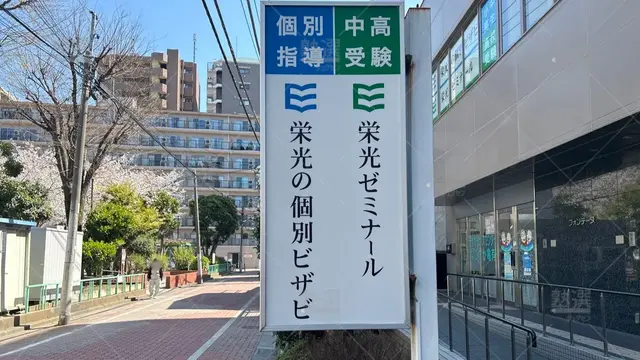 個別
指導
中高
受験
栄光ゼミナール
栄光の個別ビザビ